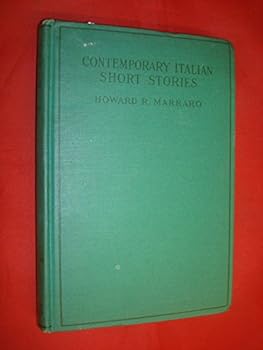 CONTEMPORARY ITALIAN
SHORT STORIES
HOWARD R. MARRARO